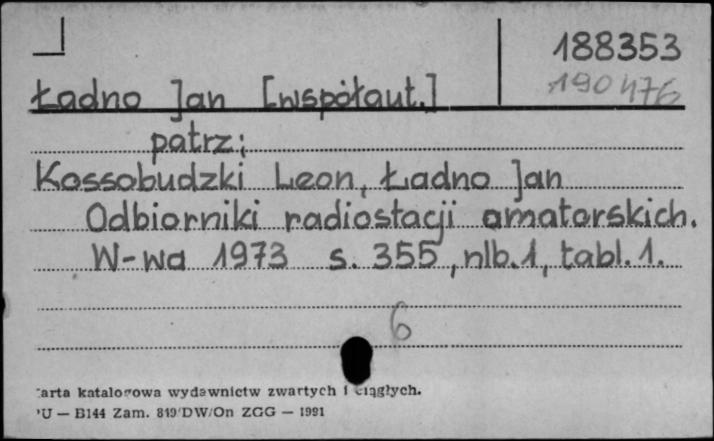 188353
190476
Ładno Jan [współaut.]
patrz:
Kossobudzki Leon, Ładno Jan
Odbiorniki radiostacji amatorskich.
W-wa 1973 s. 355, nlb.1, tabl.1.
6
arta katalogowa wydawnictw zwartych i ciągłych.
U — B144 Zam. 819/DW/On ZGG — 1991